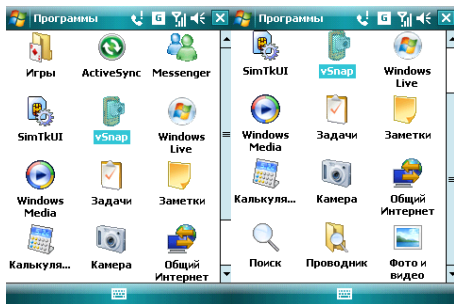 Программы G
Игры ActiveSync Messenger
SimTkUI vSnap Windows Live
Windows Media Задачи Заметки
Калькуля... Камера Общий Интернет
Программы G
SimTkUI vSnap Windows Live
Windows Media Задачи Заметки
Калькуля... Камера Общий Интернет
Поиск Проводник Фото и видео